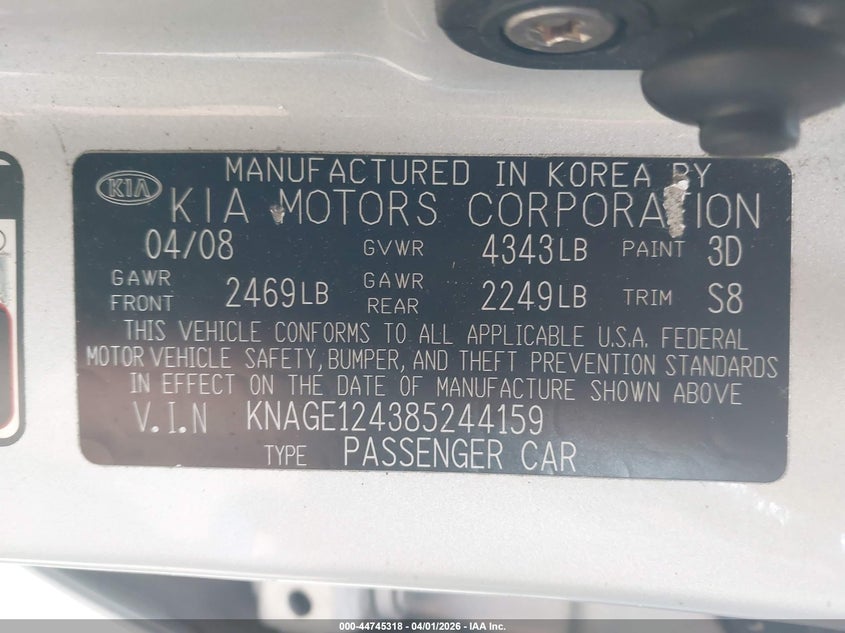 MANUFACTURED IN KOREA BY
KIA KIA MOTORS CORPORATION
04/08 GVWR 4343LB PAINT 3D
GAWR FRONT 2469LB GAWR REAR 2249LB TRIM S8
THIS VEHICLE CONFORMS TO ALL APPLICABLE U.S.A. FEDERAL
MOTOR VEHICLE SAFETY, BUMPER, AND THEFT PREVENTION STANDARDS
IN EFFECT ON THE DATE OF MANUFACTURE SHOWN ABOVE
V.I.N KNAGE124385244159
TYPE PASSENGER CAR
000-44745318 - 04/01/2026 - IAA Inc.